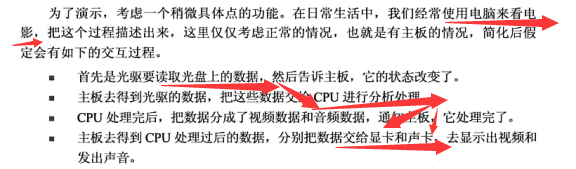 为了演示，考虑一个稍微具体点的功能。在日常生活中，我们经常使用电脑来看电
影，把这个过程描述出来，这里仅仅考虑正常的情况，也就是有主板的情况，简化后假
定会有如下的交互过程。
■ 首先是光驱要读取光盘上的数据，然后告诉主板，它的状态改变了。
■ 主板去得到光驱的数据，把这些数据交给CPU进行分析处理。
■ CPU处理完后，把数据分成了视频数据和音频数据，通知主板，它处理完了。
■ 主板去得到CPU处理过后的数据，分别把数据交给显卡和声卡，去显示出视频和
发出声音。